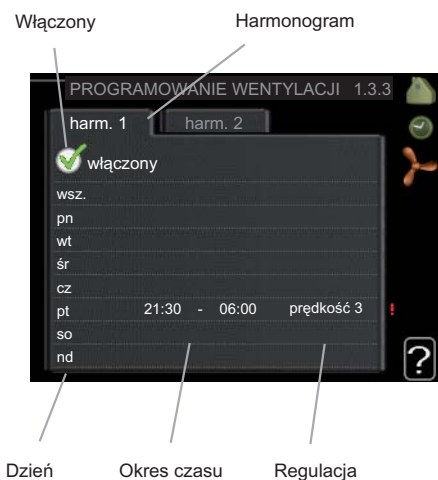 Włączony Harmonogram
PROGRAMOWANIE WENTYLACJI 1.3.3
harm. 1 harm. 2
włączony
wsz.
pn
wt
śr
cz
pt 21:30 - 06:00 prędkość 3 !
so
nd
?
Dzień Okres czasu Regulacja